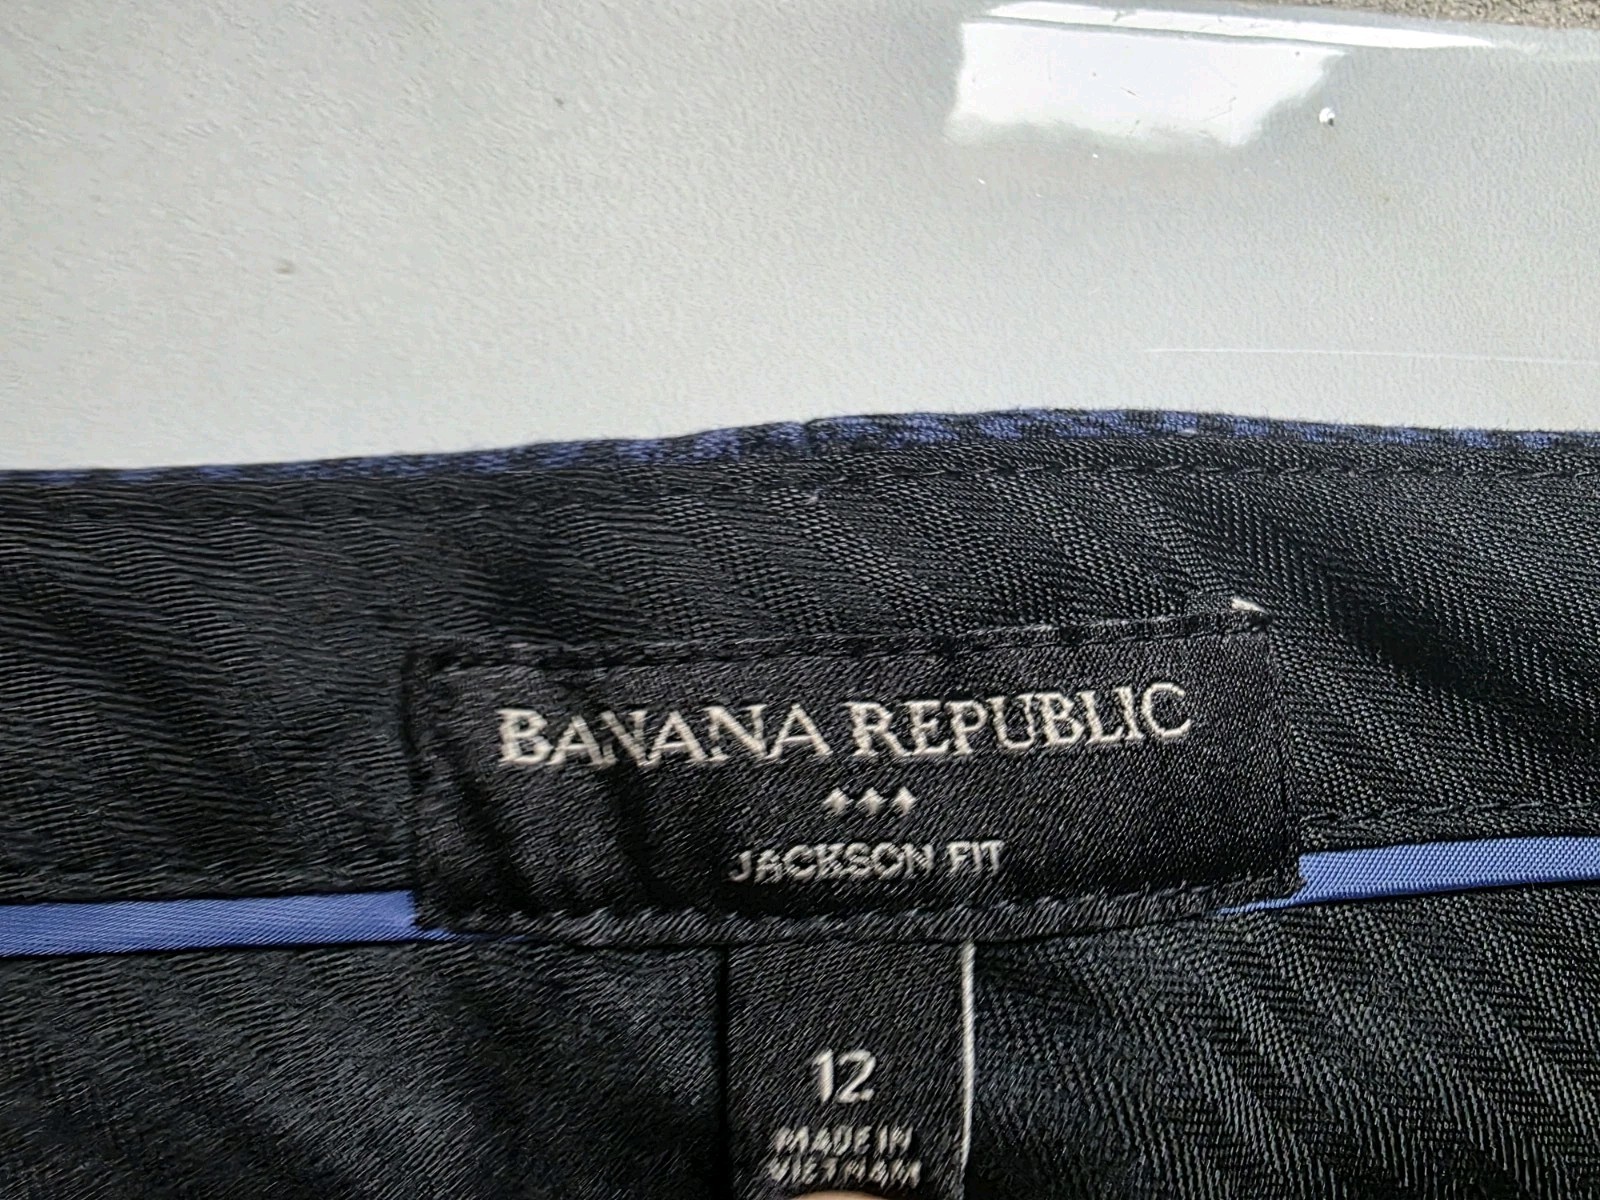 BANANA REPUBLIC
JACKSON FIT
12
MADE IN
VIETNAM